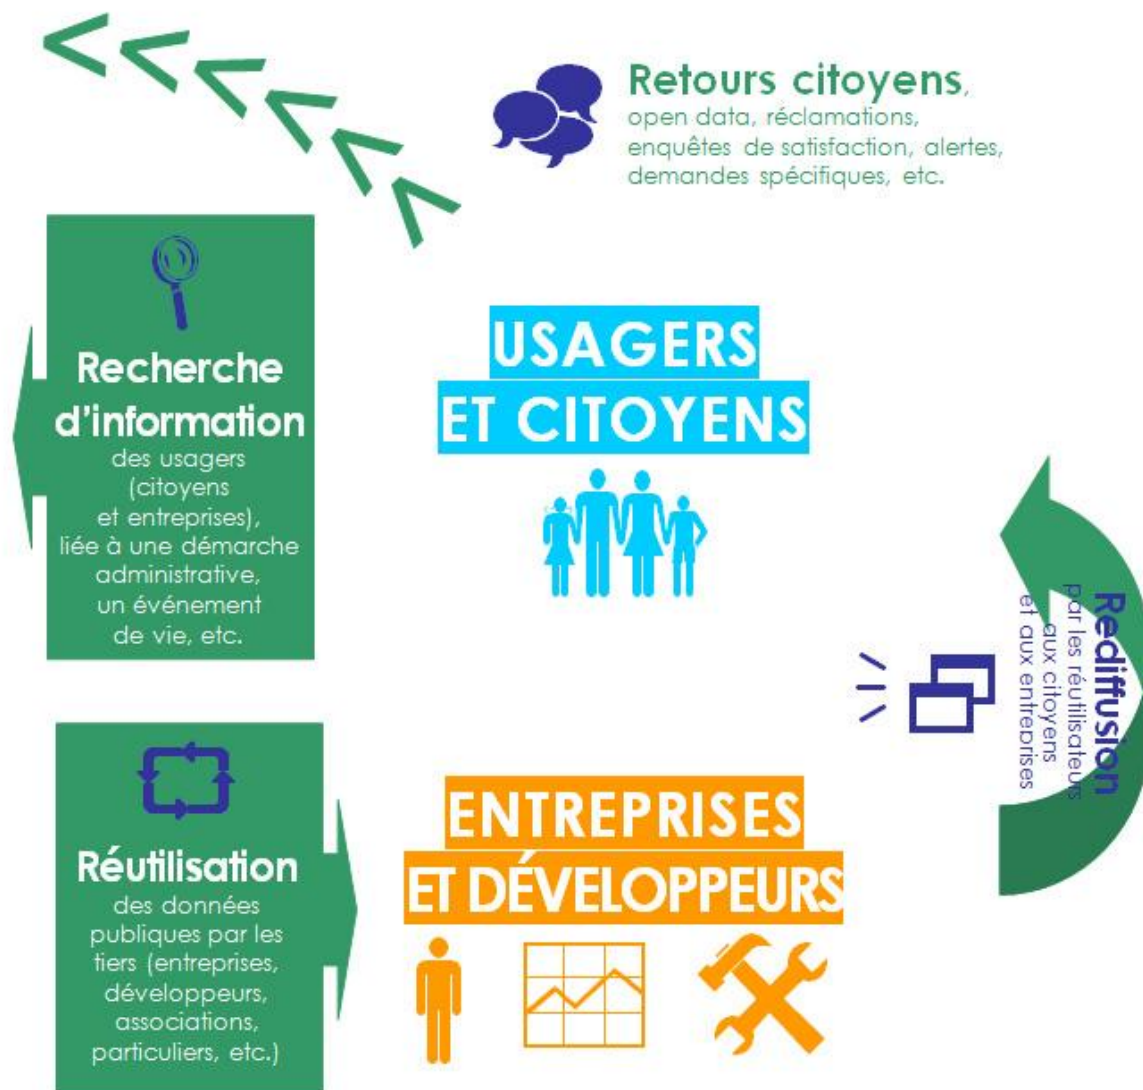 Retours citoyens,
open data, réclamations,
enquêtes de satisfaction, alertes,
demandes spécifiques, etc.
Recherche
d'information
des usagers
(citoyens
et entreprises),
liée à une démarche
administrative,
un événement
de vie, etc.
USAGERS
ET CITOYENS
Rediffusion
par les réutilisateurs
aux citoyens
et aux entreprises
Réutilisation
des données
publiques par les
tiers (entreprises,
développeurs,
associations,
particuliers, etc.)
ENTREPRISES
ET DÉVELOPPEURS